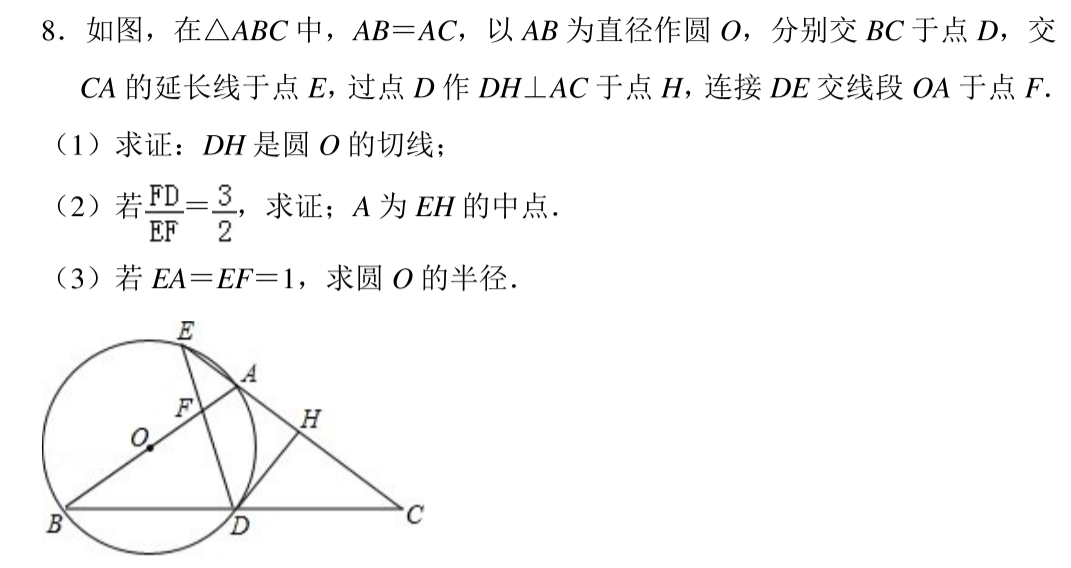 8．如图，在△ABC中，AB＝AC，以AB为直径作圆O，分别交BC于点D，交
CA的延长线于点E，过点D作DH⊥AC于点H，连接DE交线段OA于点F．
（1）求证：DH是圆O的切线；
（2）若FD/EF＝3/2，求证；A为EH的中点．
（3）若EA＝EF＝1，求圆O的半径．
E
A
F
H
O
B
D
C